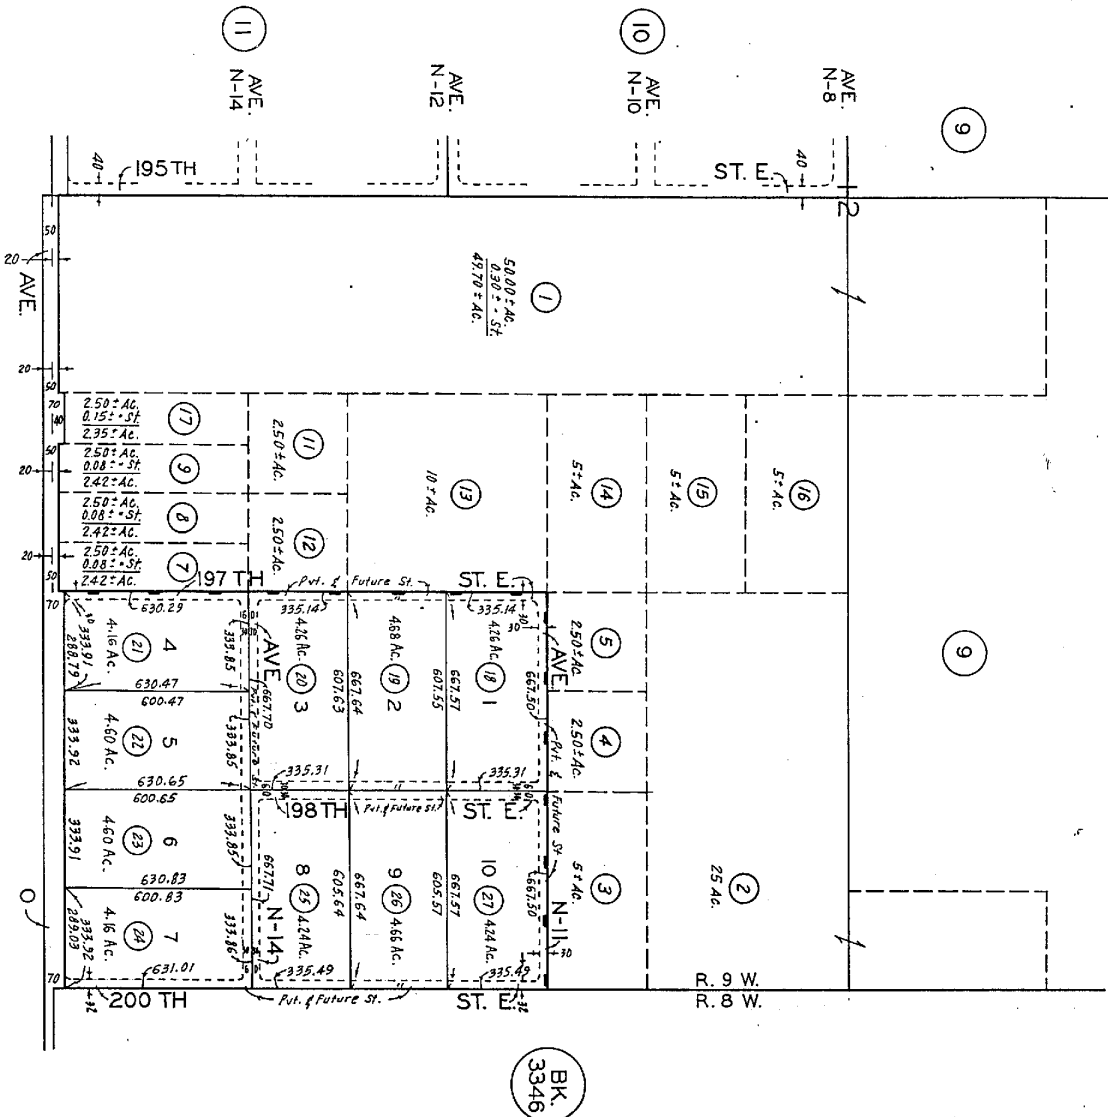 11
AVE.
N-14
AVE.
N-12
10
AVE.
N-10
AVE.
N-8
9
40
195 TH
ST. E.
40
2
50
20
AVE.
20
50
1
50.00 ± Ac.
0.30 ± - St.
49.70 ± Ac.
70
40
17
2.50 ± Ac.
0.15 ± - St.
2.35 ± Ac.
50
20
9
2.50 ± Ac.
0.08 ± - St.
2.42 ± Ac.
8
2.50 ± Ac.
0.08 ± - St.
2.42 ± Ac.
20
50
7
2.50 ± Ac.
0.08 ± - St.
2.42 ± Ac.
11
2.50 ± Ac.
12
2.50 ± Ac.
13
10 ± Ac.
14
5 ± Ac.
15
5 ± Ac.
16
5 ± Ac.
197 TH
Pvt. & Future St.
ST. E.
70
630.29
335.14
335.14
30
30
333.91
288.79
4.16 Ac.
21
4
333.85
630.47
AVE.
667.70
4.26 Ac.
20
3
607.63
667.64
4.68 Ac.
19
2
607.55
667.57
4.26 Ac.
18
1
667.50
AVE.
5
2.50 ± Ac.
4
2.50 ± Ac.
9
600.47
333.92
4.60 Ac.
22
5
333.85
630.65
Pvt. & Future St.
335.31
335.31
Pvt. & Future St.
600.65
333.91
4.60 Ac.
23
6
333.85
630.83
198 TH
Pvt. & Future St.
ST. E.
667.71
8
25
4.24 Ac.
605.64
667.64
9
26
4.66 Ac.
605.57
667.57
10
27
4.24 Ac.
667.50
3
5 ± Ac.
2
25 Ac.
O
600.83
333.92
289.03
4.16 Ac.
24
7
333.86
631.01
N-14
335.49
335.49
N-11
30
70
32
200 TH
Pvt. & Future St.
ST. E.
32
R. 9 W.
R. 8 W.
BK.
3346